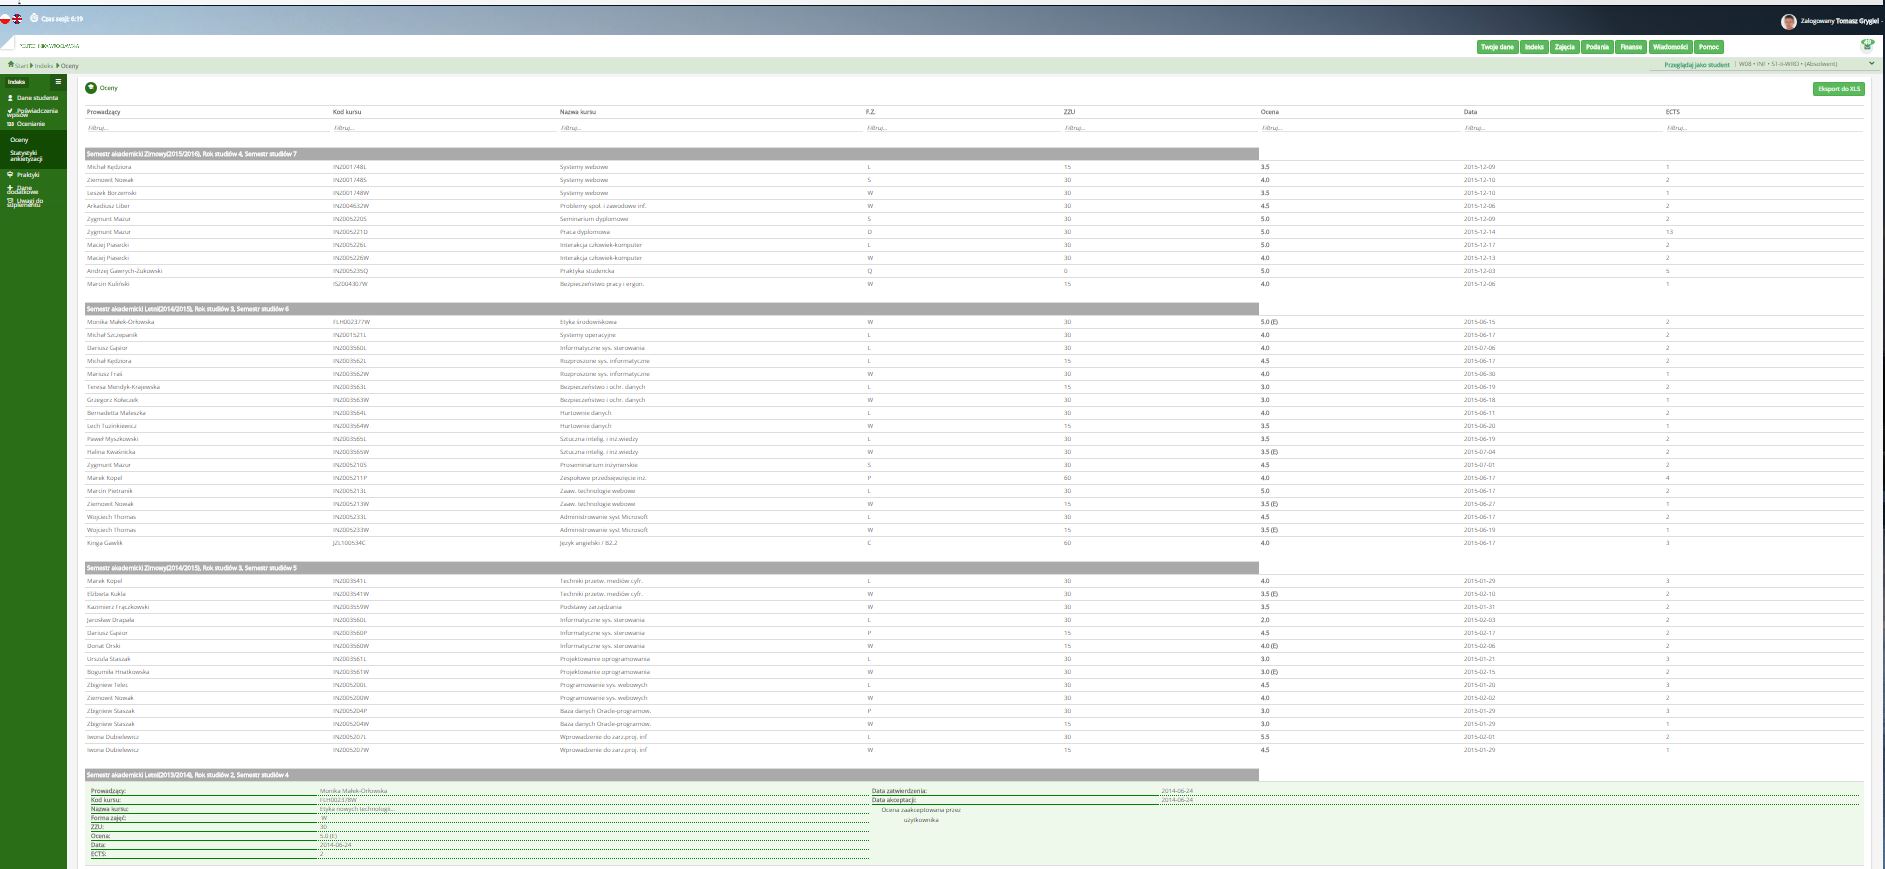 Czas sesji: 6:19
Zalogowany Tomasz Grygiel
Twoje dane Indeks Zajęcia Podania Finanse Wiadomości Pomoc
Start Indeks Oceny
Przeglądaj jako student W08 • INF • S1-II-WRO • (Absolwent)
Indeks
Dane studenta
Poświadczenia wpisów
Ocenianie
Oceny
Statystyki ankietyzacji
Praktyki
Dane dodatkowe
Uwagi do suplementu
Oceny
Eksport do XLS
Prowadzący Kod kursu Nazwa kursu F.Z. ZZU Ocena Data ECTS
Filtruj... Filtruj... Filtruj... Filtruj... Filtruj... Filtruj... Filtruj... Filtruj...
Semestr akademicki Zimowy(2015/2016), Rok studiów 4, Semestr studiów 7
Michał Kędziora INZ001748L Systemy webowe L 15 3.5 2015-12-09 1
Ziemowit Nowak INZ001748S Systemy webowe S 30 4.0 2015-12-10 2
Leszek Borzemski INZ001748W Systemy webowe W 30 3.5 2015-12-10 1
Arkadiusz Liber INZ004632W Problemy społ. i zawodowe inf. W 30 4.5 2015-12-06 2
Zygmunt Mazur INZ005220S Seminarium dyplomowe S 30 5.0 2015-12-09 2
Zygmunt Mazur INZ005221D Praca dyplomowa D 30 5.0 2015-12-14 13
Maciej Piasecki INZ005226L Interakcja człowiek-komputer L 30 5.0 2015-12-17 2
Maciej Piasecki INZ005226W Interakcja człowiek-komputer W 30 4.0 2015-12-13 2
Andrzej Gawrych-Żukowski INZ005235Q Praktyka studencka Q 0 5.0 2015-12-03 5
Marcin Kuliński ISZ004307W Bezpieczeństwo pracy i ergon. W 15 4.0 2015-12-06 1
Semestr akademicki Letni(2014/2015), Rok studiów 3, Semestr studiów 6
Monika Małek-Orłowska FLH002377W Etyka środowiskowa W 30 5.0 (E) 2015-06-15 2
Michał Szczepanik INZ001521L Systemy operacyjne L 30 4.0 2015-06-17 2
Dariusz Gąsior INZ003560L Informatyczne sys. sterowania L 30 4.0 2015-07-06 2
Michał Kędziora INZ003562L Rozproszone sys. informatyczne L 15 4.5 2015-06-17 2
Mariusz Fraś INZ003562W Rozproszone sys. informatyczne W 30 4.0 2015-06-30 1
Teresa Mendyk-Krajewska INZ003563L Bezpieczeństwo i ochr. danych L 15 3.0 2015-06-19 2
Grzegorz Kołaczek INZ003563W Bezpieczeństwo i ochr. danych W 30 3.0 2015-06-18 1
Bernadetta Maleszka INZ003564L Hurtownie danych L 30 4.0 2015-06-11 2
Lech Tuzinkiewicz INZ003564W Hurtownie danych W 15 3.5 2015-06-20 1
Paweł Myszkowski INZ003565L Sztuczna intelig. i inż.wiedzy L 30 3.5 2015-06-19 2
Halina Kwaśnicka INZ003565W Sztuczna intelig. i inż.wiedzy W 30 3.5 (E) 2015-07-04 2
Zygmunt Mazur INZ005210S Proseminarium inżynierskie S 30 4.5 2015-07-01 2
Marek Kopel INZ005211P Zespołowe przedsięwzięcie inż. P 60 4.0 2015-06-17 4
Marcin Pietranik INZ005213L Zaaw. technologie webowe L 30 5.0 2015-06-17 2
Ziemowit Nowak INZ005213W Zaaw. technologie webowe W 15 3.5 (E) 2015-06-27 1
Wojciech Thomas INZ005233L Administrowanie syst Microsoft L 30 4.5 2015-06-17 2
Wojciech Thomas INZ005233W Administrowanie syst Microsoft W 15 3.5 (E) 2015-06-19 1
Kinga Gawlik JZL100534C Język angielski / B2.2 C 60 4.0 2015-06-17 3
Semestr akademicki Zimowy(2014/2015), Rok studiów 3, Semestr studiów 5
Marek Kopel INZ003541L Techniki przetw. mediów cyfr. L 30 4.0 2015-01-29 3
Elżbieta Kukla INZ003541W Techniki przetw. mediów cyfr. W 30 3.5 (E) 2015-02-10 2
Kazimierz Frączkowski INZ003559W Podstawy zarządzania W 30 3.5 2015-01-31 2
Jarosław Drapała INZ003560L Informatyczne sys. sterowania L 30 2.0 2015-02-03 2
Dariusz Gąsior INZ003560P Informatyczne sys. sterowania P 15 4.5 2015-02-17 2
Donat Orski INZ003560W Informatyczne sys. sterowania W 15 4.0 (E) 2015-02-06 2
Urszula Staszak INZ003561L Projektowanie oprogramowania L 30 3.0 2015-01-21 3
Bogumiła Hnatkowska INZ003561W Projektowanie oprogramowania W 30 3.0 (E) 2015-02-15 2
Zbigniew Telec INZ005200L Programowanie sys. webowych L 30 4.5 2015-01-20 3
Ziemowit Nowak INZ005200W Programowanie sys. webowych W 30 4.0 2015-02-02 2
Zbigniew Staszak INZ005204P Baza danych Oracle-programow. P 30 3.0 2015-01-29 3
Zbigniew Staszak INZ005204W Baza danych Oracle-programow. W 15 3.0 2015-01-29 1
Iwona Dubielewicz INZ005207L Wprowadzenie do zarz.proj. inf L 30 5.5 2015-02-01 2
Iwona Dubielewicz INZ005207W Wprowadzenie do zarz.proj. inf W 15 4.5 2015-01-29 1
Semestr akademicki Letni(2013/2014), Rok studiów 2, Semestr studiów 4
Prowadzący: Monika Małek-Orłowska Data zatwierdzenia: 2014-06-24
Kod kursu: FLH002378W Data akceptacji: 2014-06-24
Nazwa kursu: Etyka nowych technologii... Ocena zaakceptowana przez
Forma zajęć: W użytkownika
ZZU: 30
Ocena: 5.0 (E)
Data: 2014-06-24
ECTS: 2